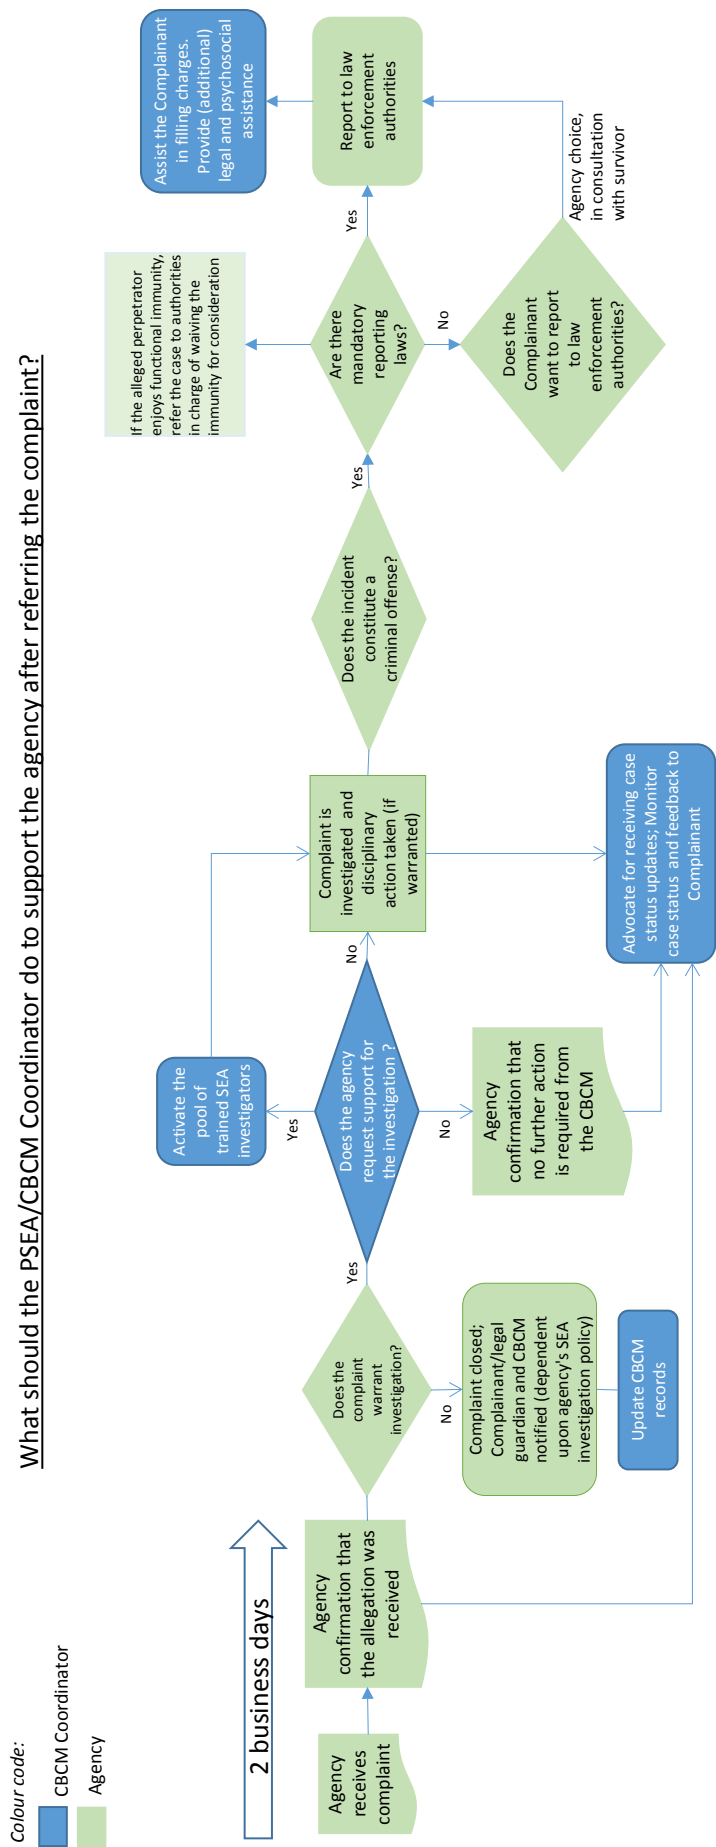 What should the PSEA/CBCM Coordinator do to support the agency after referring the complaint?
Colour code:
CBCM Coordinator
Agency
2 business days
Agency
receives
complaint
Agency
confirmation that
the allegation was
received
Does the
complaint
warrant
investigation?
Yes
No
Complaint closed;
Complainant/legal
guardian and CBCM
notified (dependent
upon agency's SEA
investigation policy)
Update CBCM
records
Does the agency
request support for
the investigation ?
Yes
Activate the
pool of
trained SEA
investigators
No
Agency
confirmation that
no further action
is required from
the CBCM
No
Complaint is
investigated and
disciplinary
action taken (if
warranted)
Advocate for receiving case
status updates; Monitor
case status and feedback to
Complainant
Does the incident
constitute a
criminal offense?
Yes
Are there
mandatory
reporting
laws?
If the alleged perpetrator
enjoys functional immunity,
refer the case to authorities
in charge of waiving the
immunity for consideration
Yes
No
Does the
Complainant
want to report
to law
enforcement
authorities?
Agency choice,
in consultation
with survivor
Report to law
enforcement
authorities
Assist the Complainant
in filling charges.
Provide (additional)
legal and psychosocial
assistance